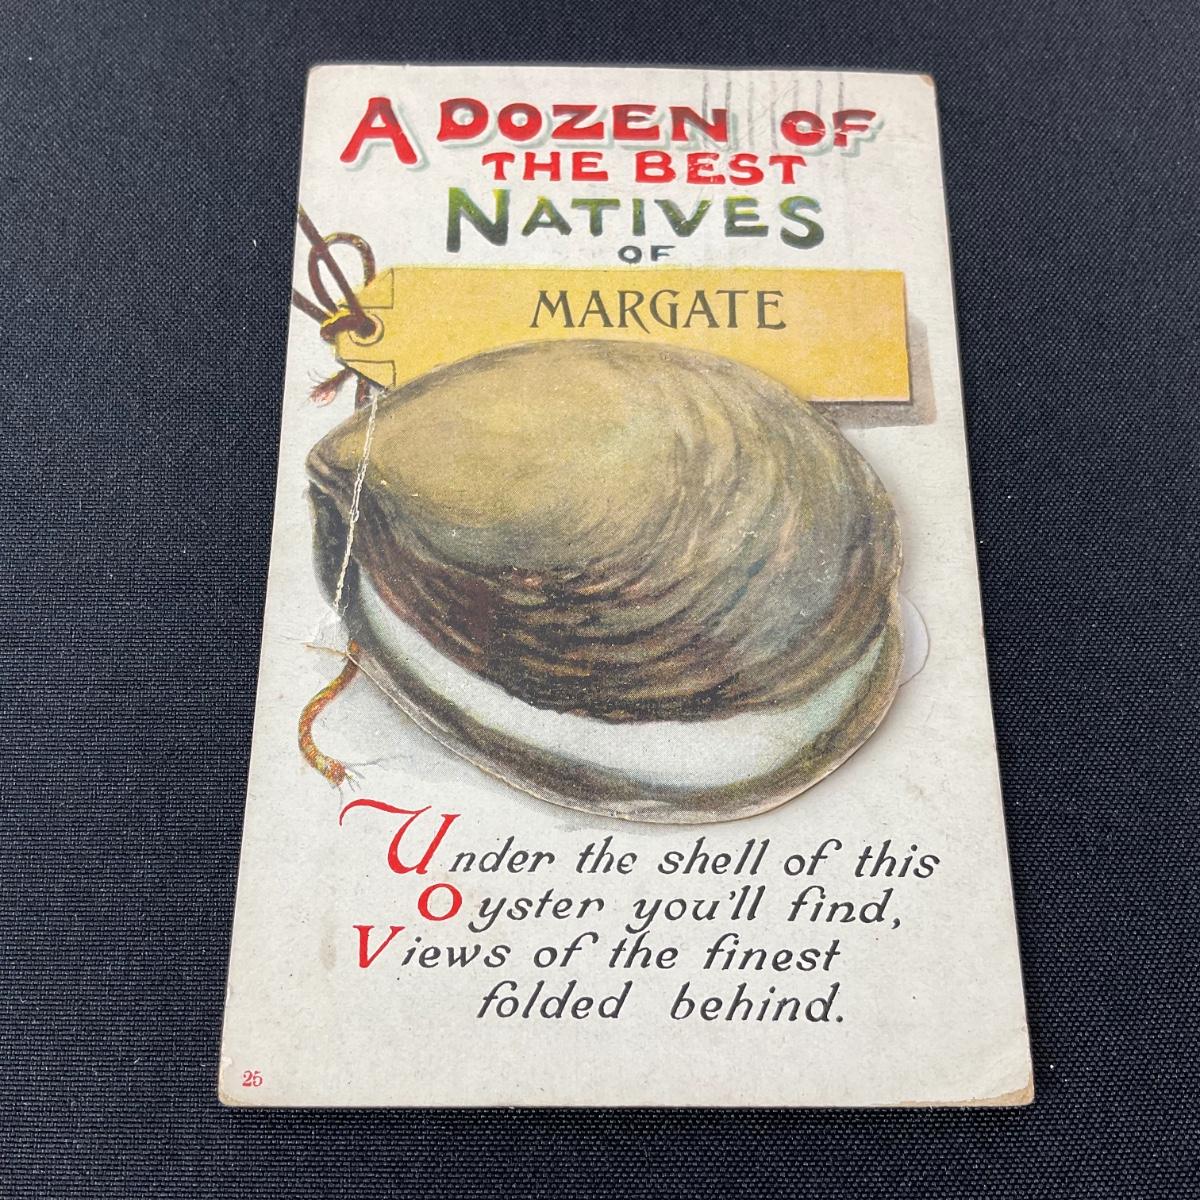 A DOZEN OF
THE BEST
NATIVES
OF
MARGATE
Under the shell of this
Oyster you'll find,
Views of the finest
folded behind.
25